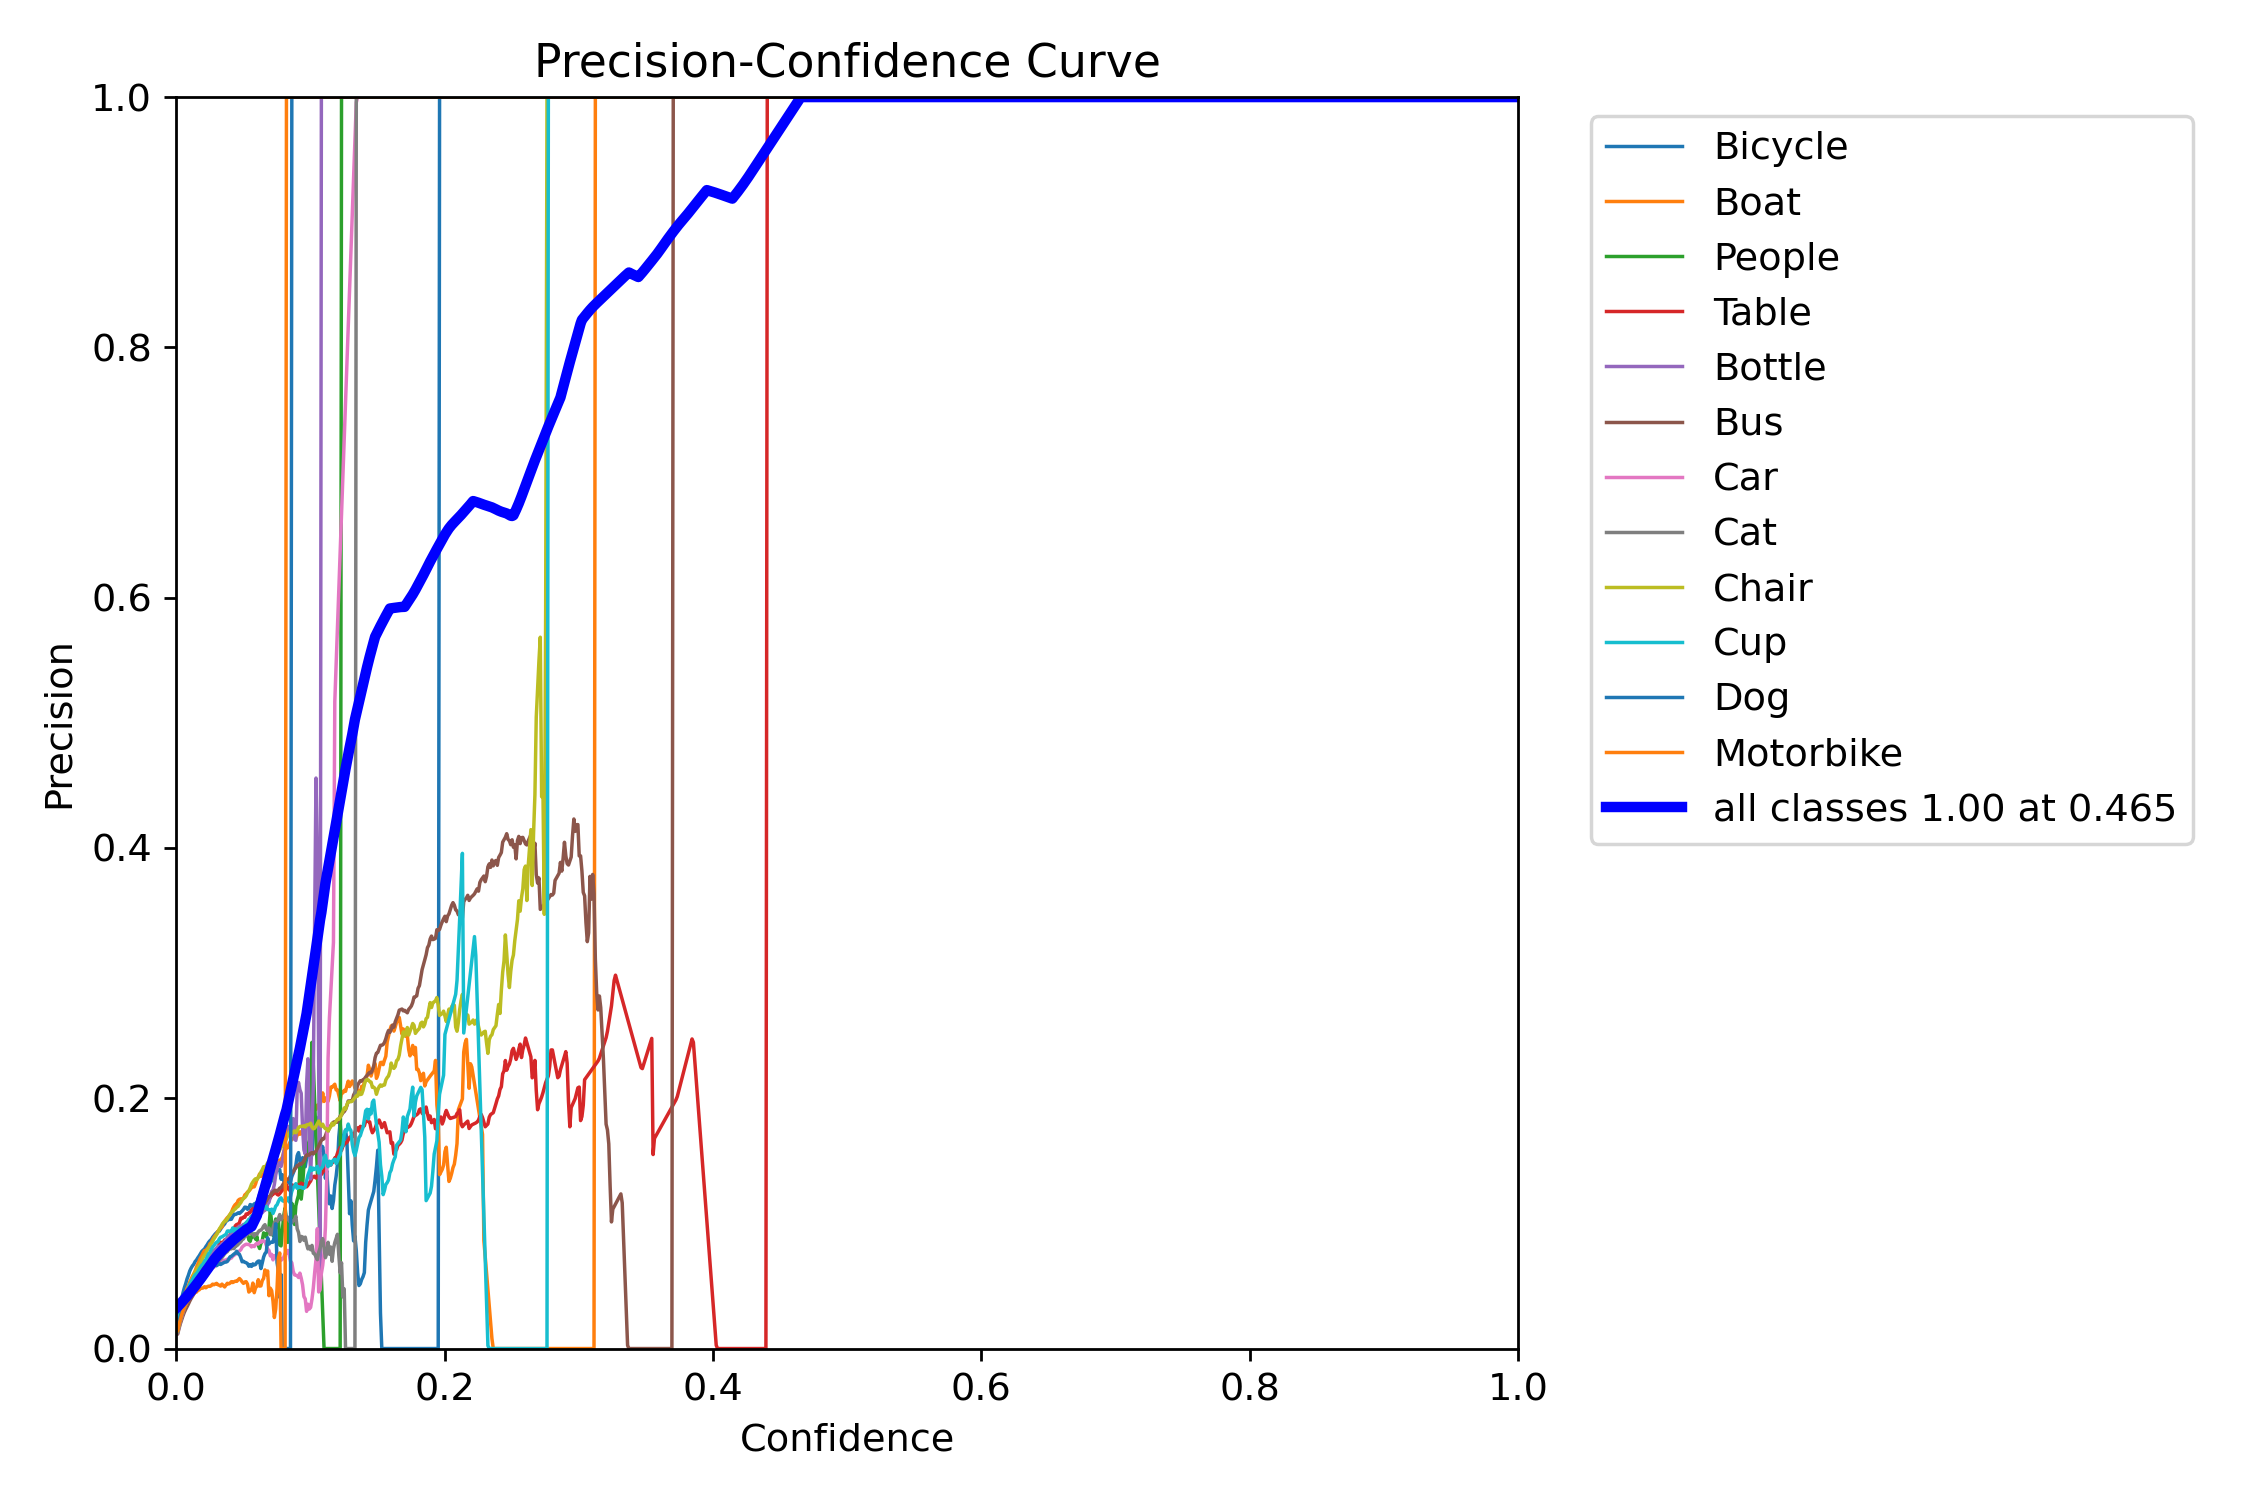 Precision-Confidence Curve
1.0
0.8
0.6
0.4
0.2
0.0
Precision
0.0 0.2 0.4 0.6 0.8 1.0
Confidence
Bicycle
Boat
People
Table
Bottle
Bus
Car
Cat
Chair
Cup
Dog
Motorbike
all classes 1.00 at 0.465